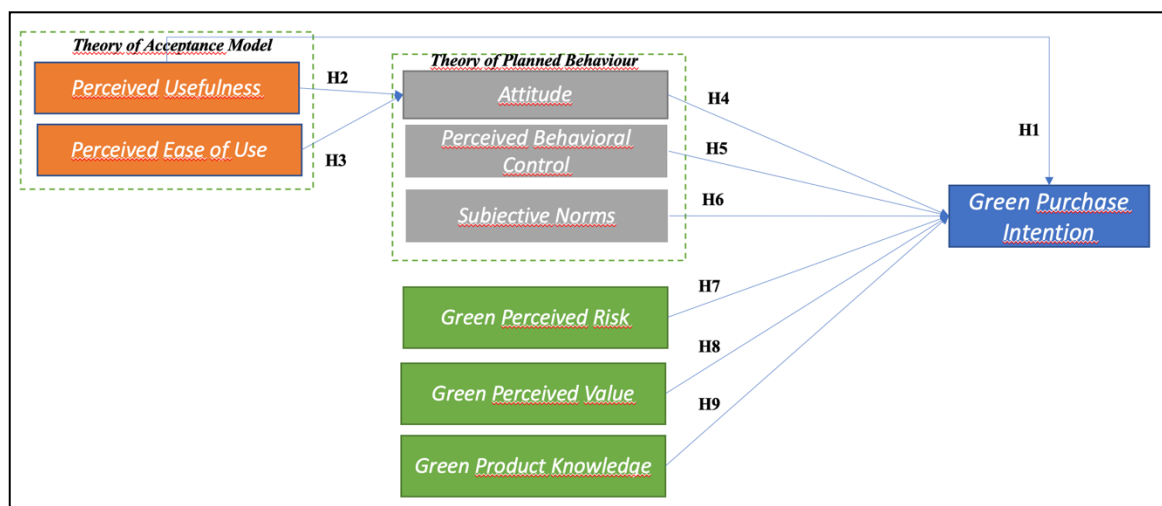 Theory of Acceptance Model
Perceived Usefulness
Perceived Ease of Use
H2
H3
Theory of Planned Behaviour
Attitude
Perceived Behavioral
Control
Subjective Norms
H4
H5
H6
H1
Green Purchase
Intention
Green Perceived Risk
Green Perceived Value
Green Product Knowledge
H7
H8
H9